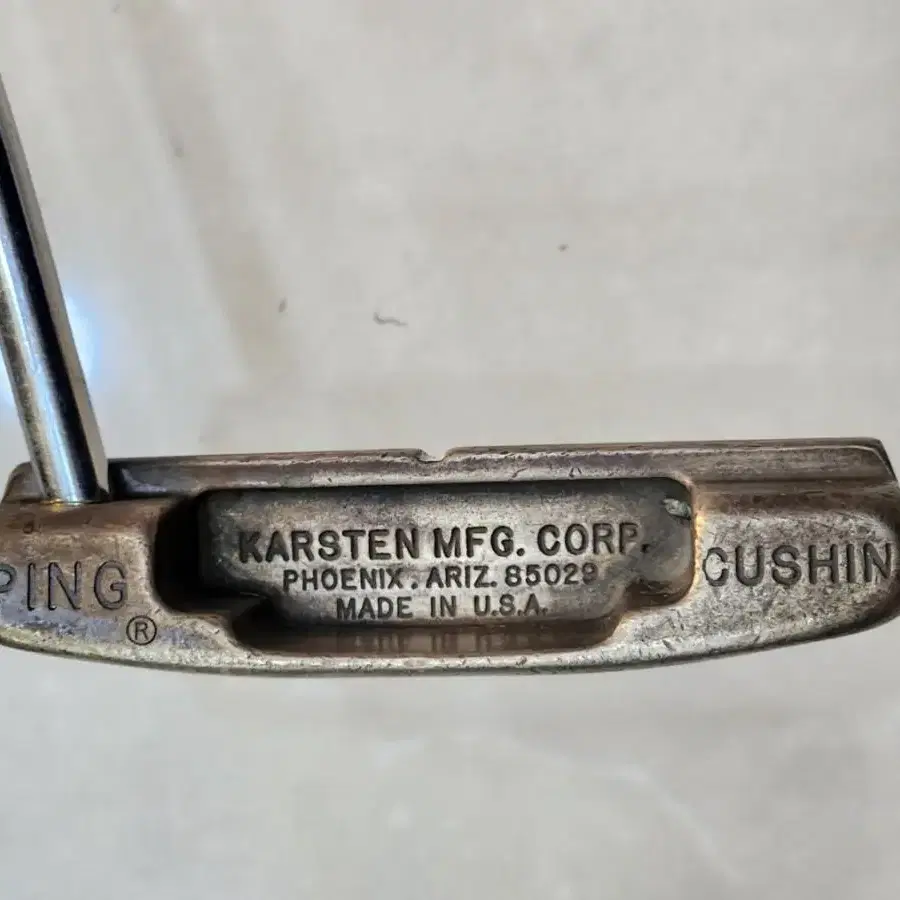 KARSTEN MFG. CORP.
PHOENIX. ARIZ. 85029
MADE IN U.S.A.
PING
®
CUSHIN